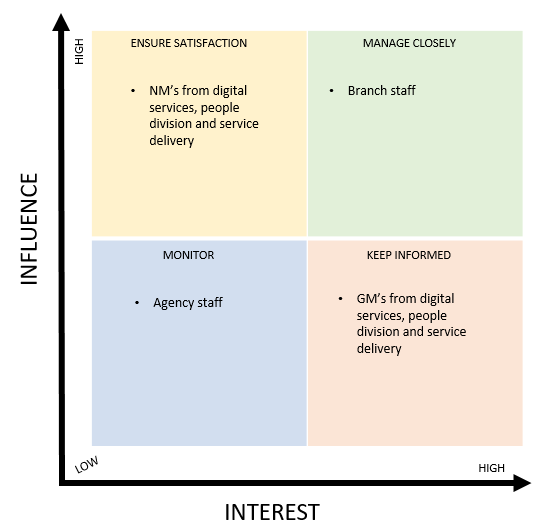 HIGH
ENSURE SATISFACTION
• NM's from digital
services, people
division and service
delivery
MANAGE CLOSELY
• Branch staff
INFLUENCE
MONITOR
• Agency staff
KEEP INFORMED
• GM's from digital
services, people
division and service
delivery
LOW
HIGH
INTEREST